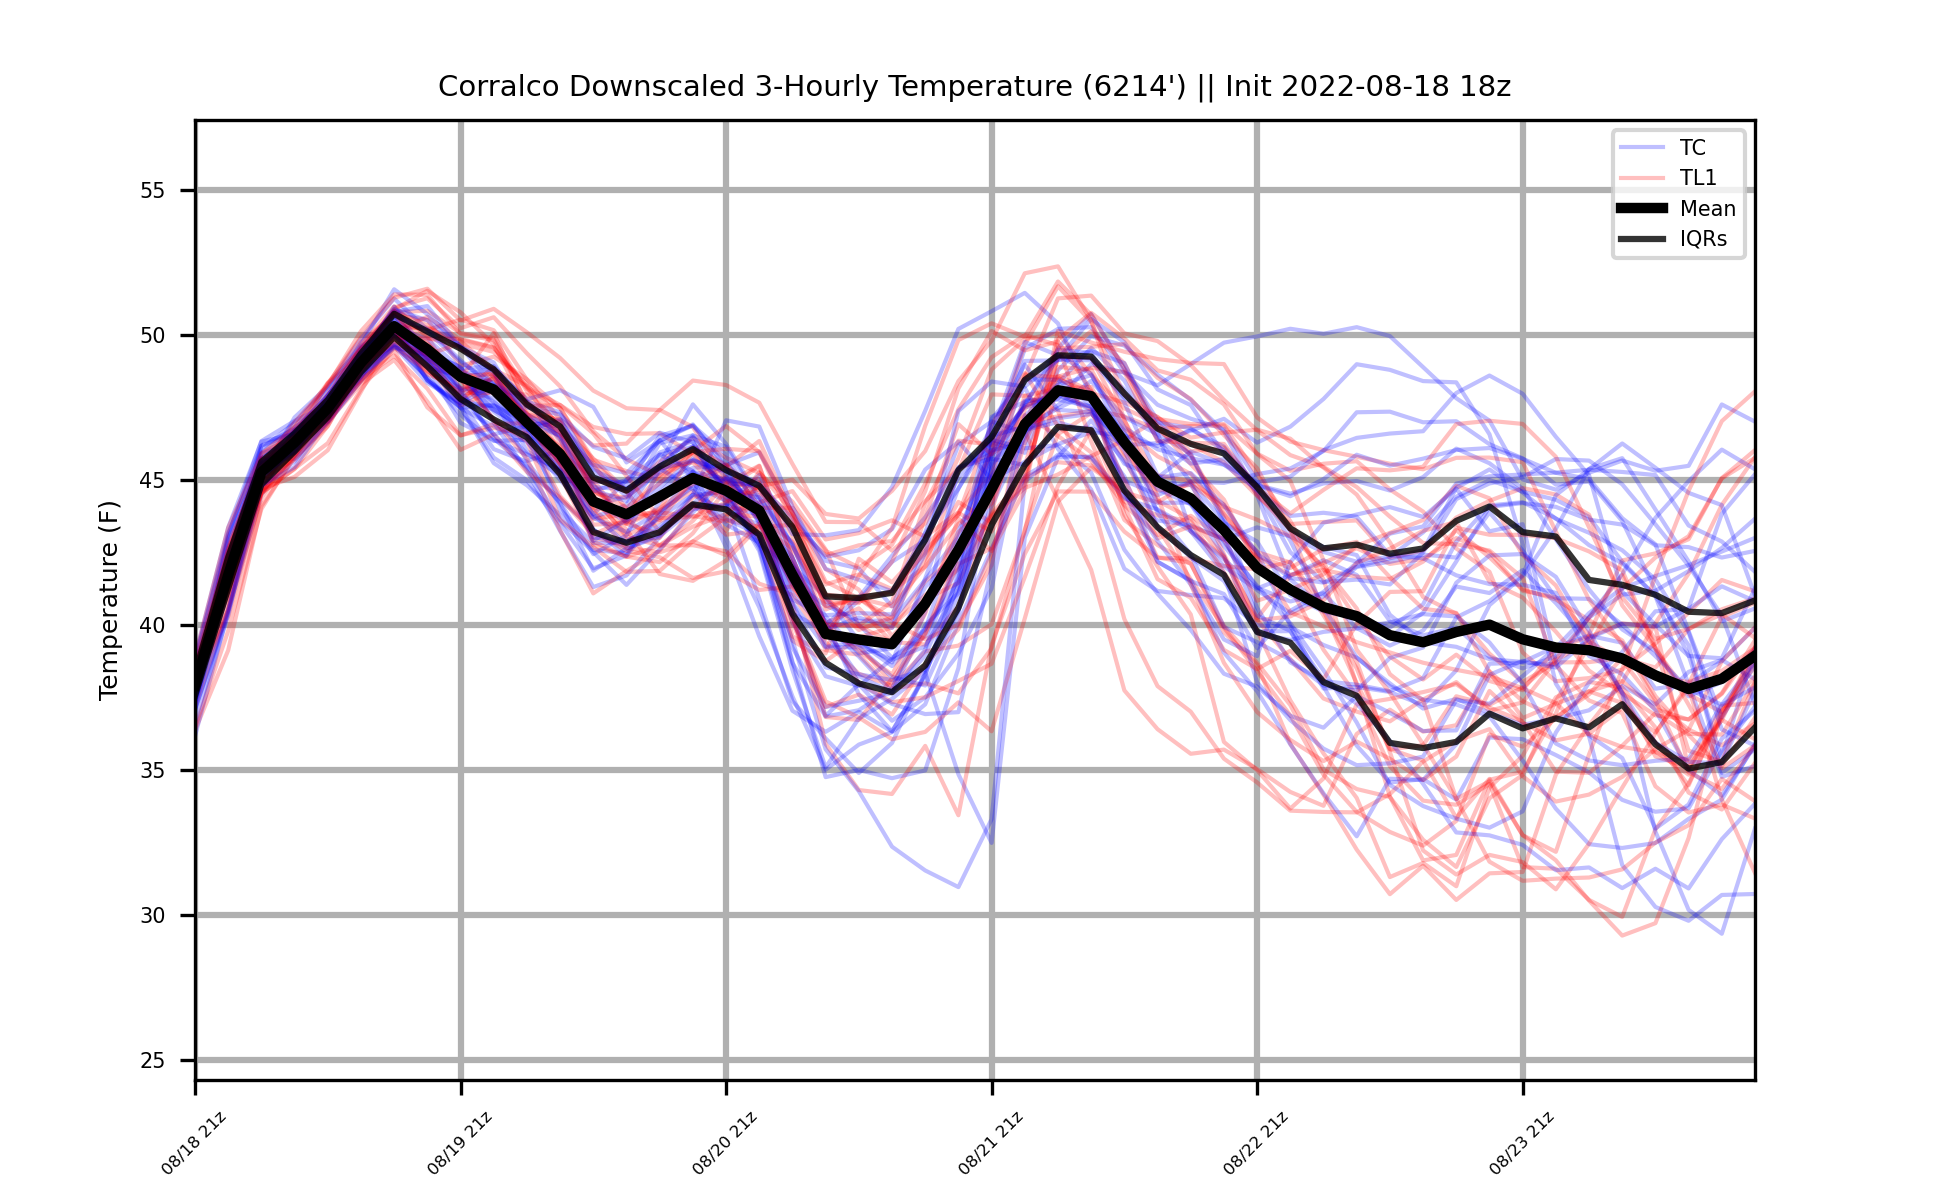 Corralco Downscaled 3-Hourly Temperature (6214') || Init 2022-08-18 18z
TC
TL1
Mean
IQRs
Temperature (F)
55
50
45
40
35
30
25
08/18 21z
08/19 21z
08/20 21z
08/21 21z
08/22 21z
08/23 21z